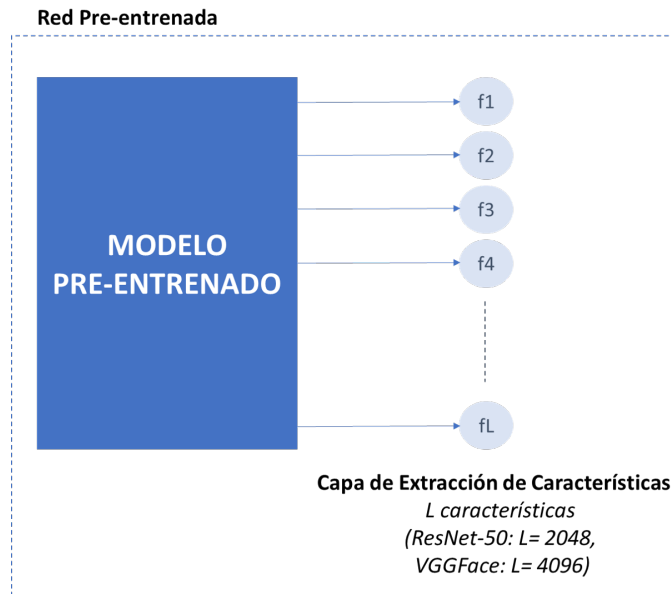 Red Pre-entrenada
MODELO
PRE-ENTRENADO
f1
f2
f3
f4
fL
Capa de Extracción de Características
L características
(ResNet-50: L= 2048,
VGGFace: L= 4096)